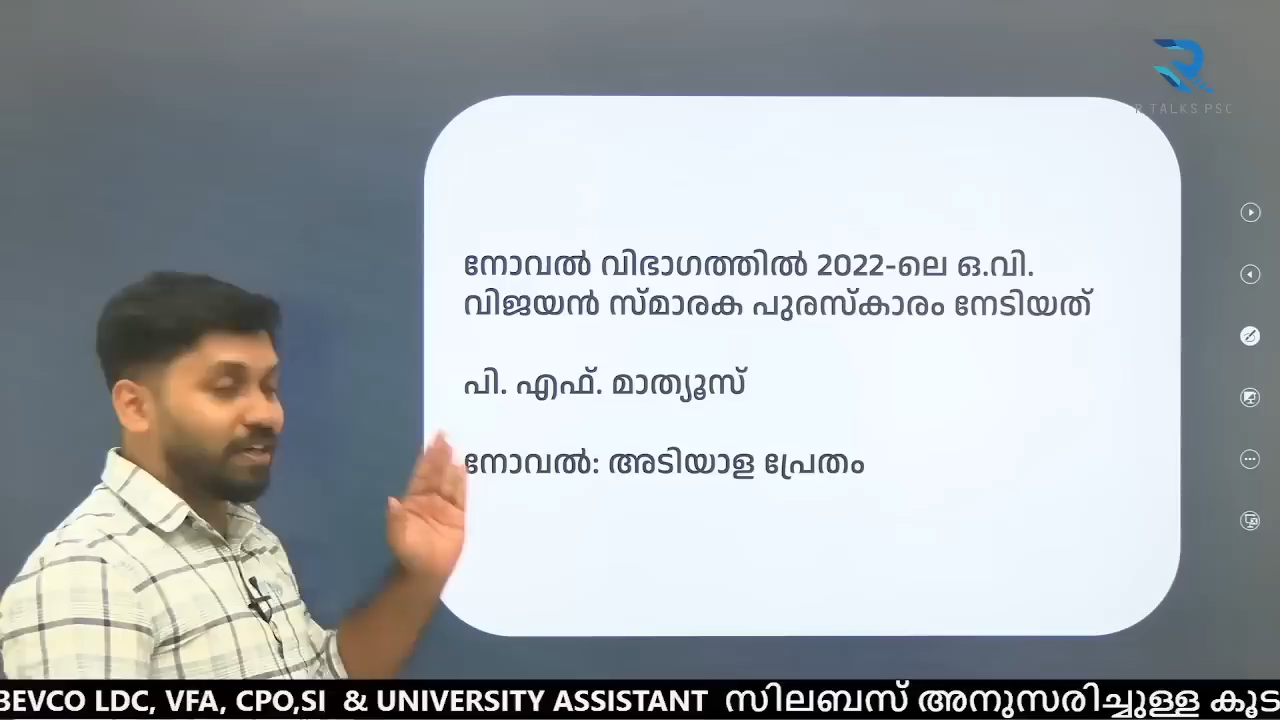 R TALKS PSC
നോവൽ വിഭാഗത്തിൽ 2022-ലെ ഒ.വി.
വിജയൻ സ്മാരക പുരസ്കാരം നേടിയത്
പി. എഫ്. മാത്യൂസ്
നോവൽ: അടിയാള പ്രേതം
BEVCO LDC, VFA, CPO,SI & UNIVERSITY ASSISTANT സിലബസ് അനുസരിച്ചുള്ള കൂട